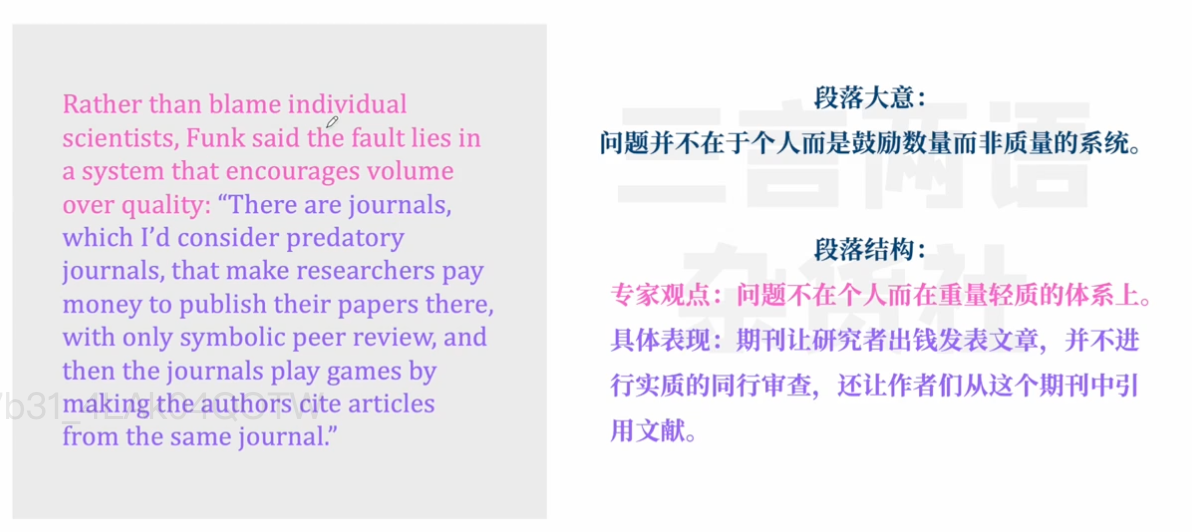 Rather than blame individual
scientists, Funk said the fault lies in
a system that encourages volume
over quality: “There are journals,
which I’d consider predatory
journals, that make researchers pay
money to publish their papers there,
with only symbolic peer review, and
then the journals play games by
making the authors cite articles
from the same journal.”
段落大意：
问题并不在于个人而是鼓励数量而非质量的系统。
段落结构：
专家观点：问题不在个人而在重量轻质的体系上。
具体表现：期刊让研究者出钱发表文章，并不进
行实质的同行审查，还让作者们从这个期刊中引
用文献。
三言两语